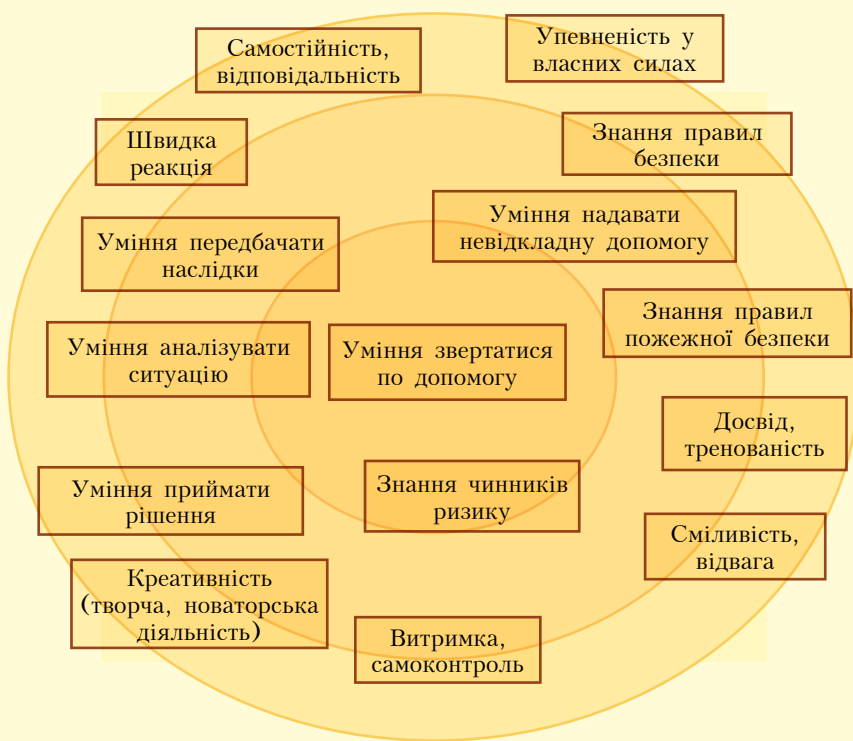 Самостійність,
відповідальність
Упевненість у
власних силах
Швидка
реакція
Знання правил
безпеки
Уміння надавати
невідкладну допомогу
Уміння передбачати
наслідки
Знання правил
пожежної безпеки
Уміння аналізувати
ситуацію
Уміння звертатися
по допомогу
Досвід,
тренованість
Уміння приймати
рішення
Знання чинників
ризику
Сміливість,
відвага
Креативність
(творча, новаторська
діяльність)
Витримка,
самоконтроль